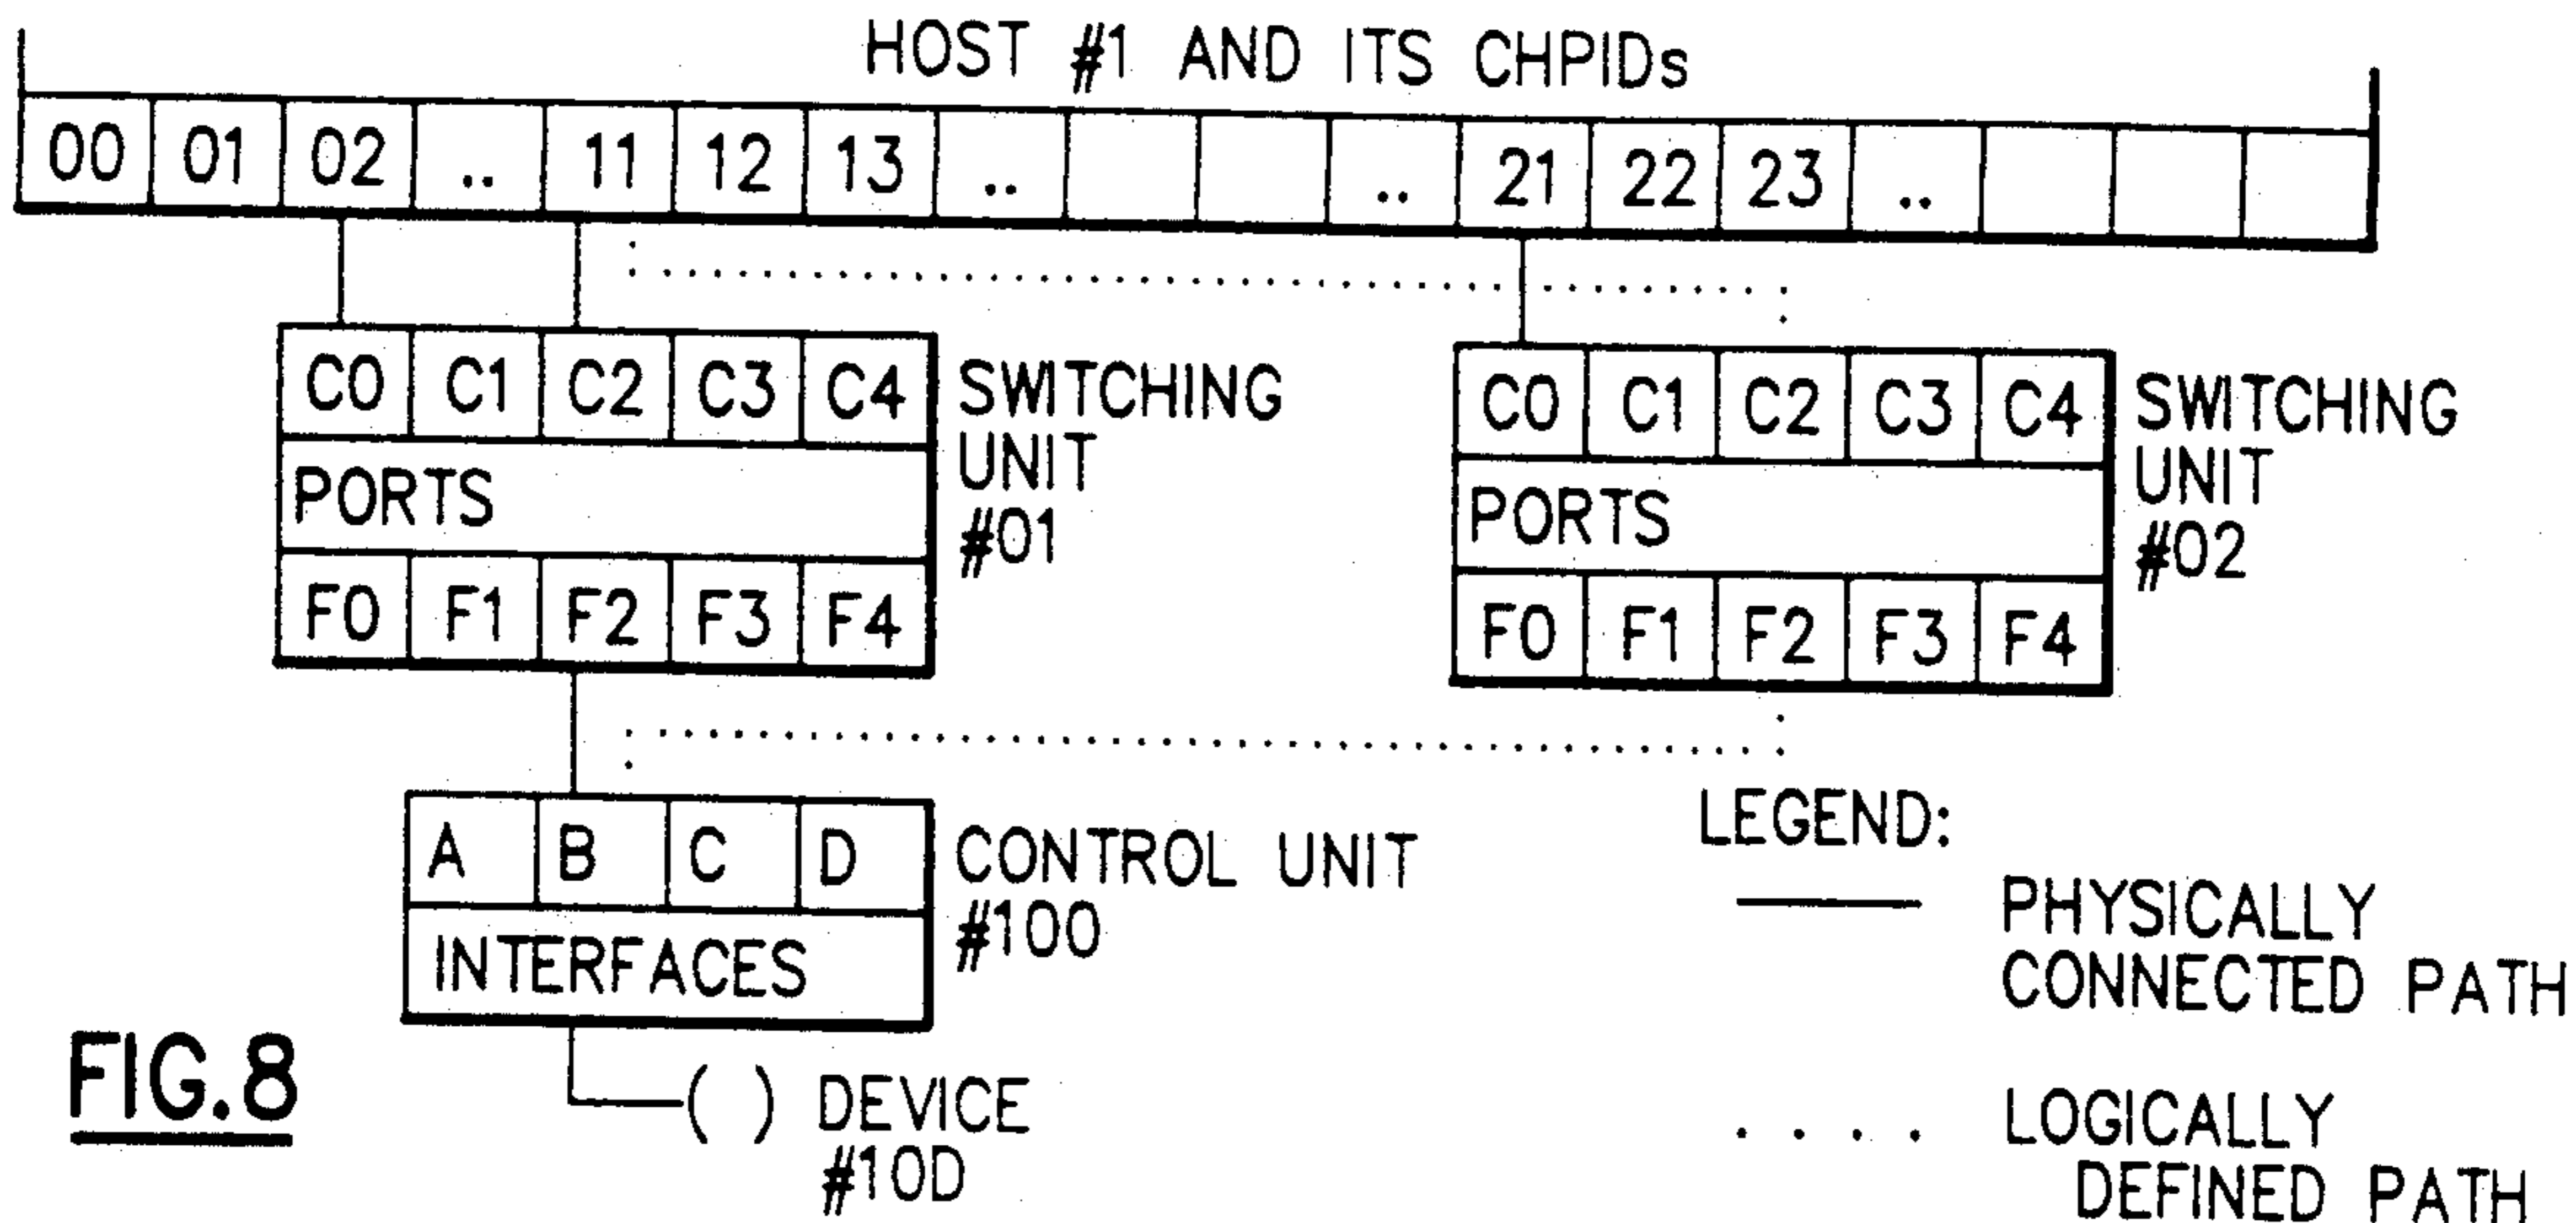 HOST #1 AND ITS CHPIDs
00 01 02 .. 11 12 13 .. .. 21 22 23 ..
C0 C1 C2 C3 C4
PORTS
F0 F1 F2 F3 F4
SWITCHING
UNIT
#01
C0 C1 C2 C3 C4
PORTS
F0 F1 F2 F3 F4
SWITCHING
UNIT
#02
A B C D
INTERFACES
CONTROL UNIT
#100
DEVICE
#10D
LEGEND:
PHYSICALLY
CONNECTED PATH
LOGICALLY
DEFINED PATH
FIG.8